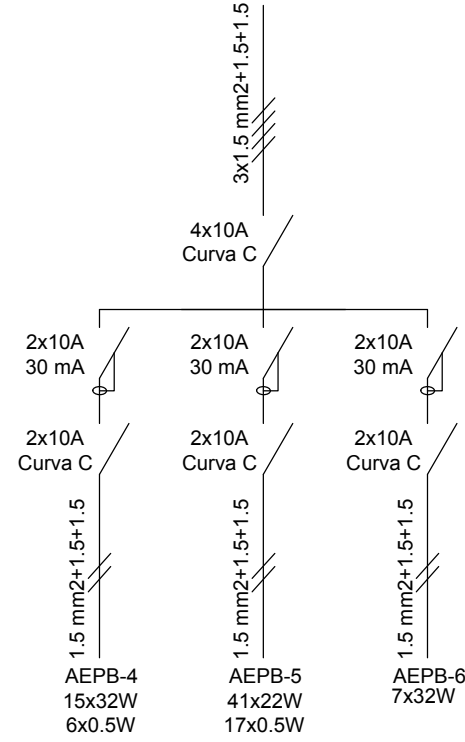 3x1.5 mm2+1.5+1.5
4x10A
Curva C
2x10A
30 mA
2x10A
30 mA
2x10A
30 mA
2x10A
Curva C
2x10A
Curva C
2x10A
Curva C
1.5 mm2+1.5+1.5
1.5 mm2+1.5+1.5
1.5 mm2+1.5+1.5
AEPB-4
15x32W
6x0.5W
AEPB-5
41x22W
17x0.5W
AEPB-6
7x32W